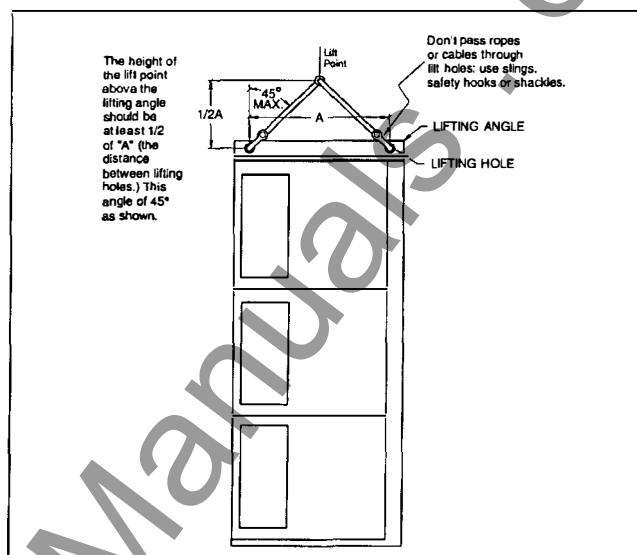 The height of
the lift point
above the
lifting angle
should be
at least 1/2
of "A" (the
distance
between lifting
holes.) This
angle of 45°
as shown.
Lift
Point
45°
MAX.
1/2A
A
Don't pass ropes
or cables through
lift holes: use slings,
safety hooks or shackles.
LIFTING ANGLE
LIFTING HOLE
Manuals.